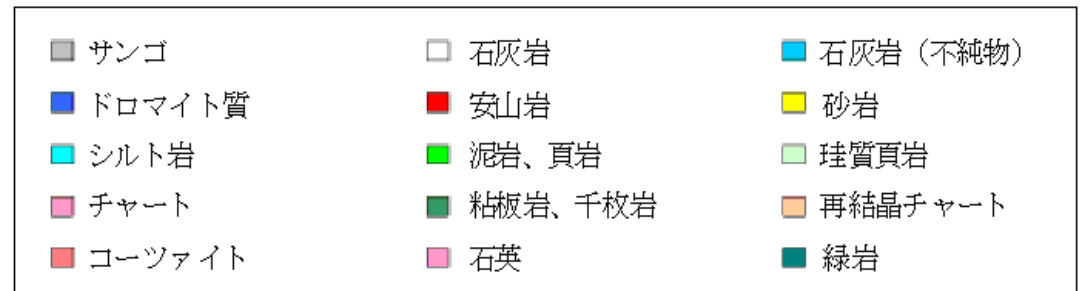 サンゴ 石灰岩 石灰岩（不純物）
ドロマイト質 安山岩 砂岩
シルト岩 泥岩、頁岩 珪質頁岩
チャート 粘板岩、千枚岩 再結晶チャート
コーツァイト 石英 緑岩